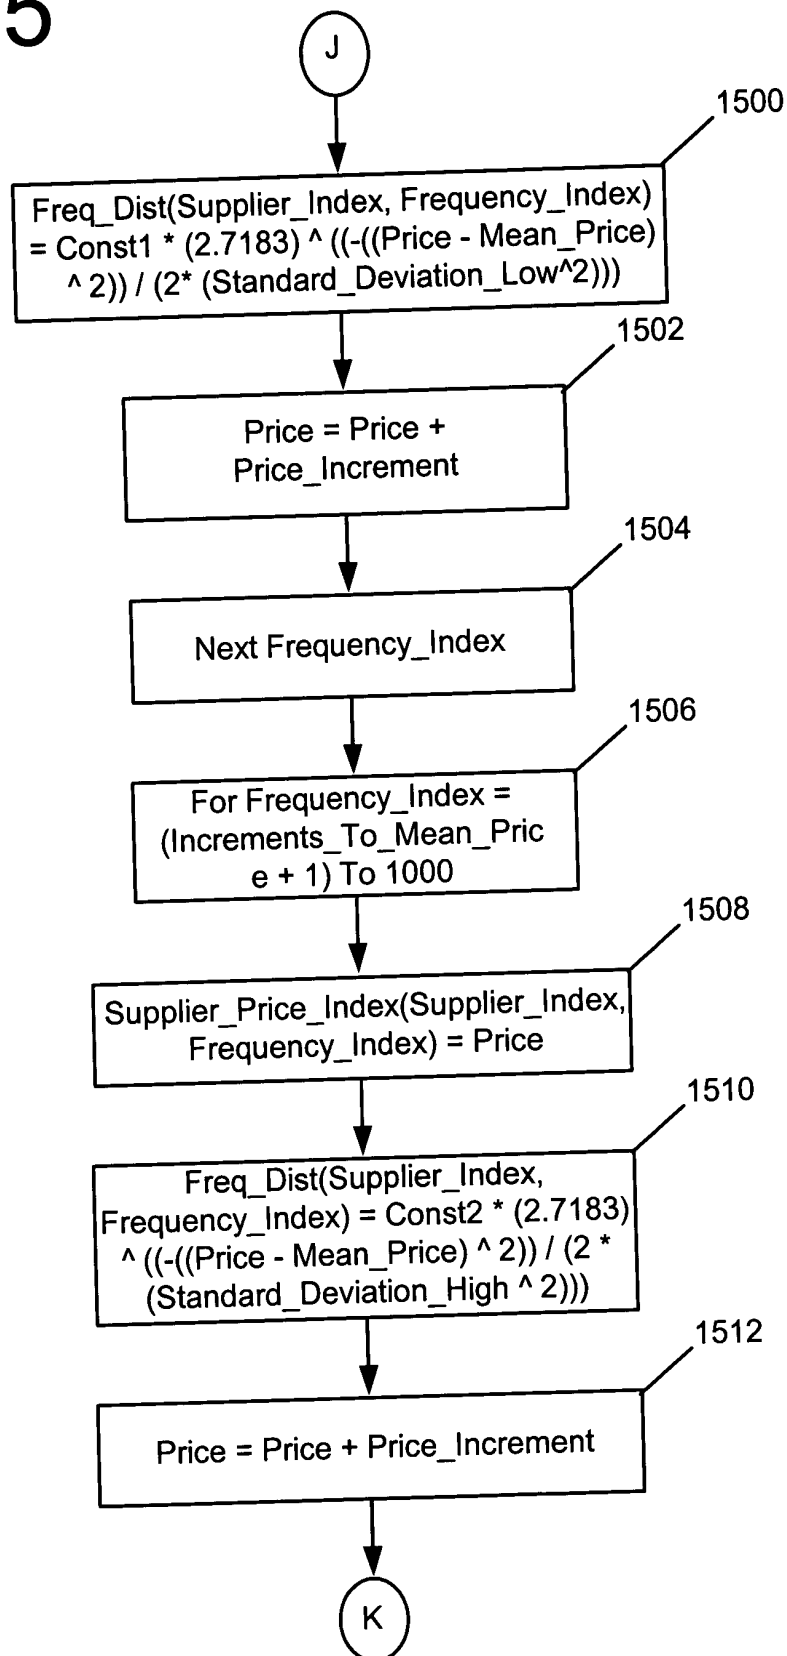 5
J
1500
Freq_Dist(Supplier_Index, Frequency_Index)
= Const1 * (2.7183) ^ ((-((Price - Mean_Price)
^ 2)) / (2* (Standard_Deviation_Low^2)))
1502
Price = Price +
Price_Increment
1504
Next Frequency_Index
1506
For Frequency_Index =
(Increments_To_Mean_Pric
e + 1) To 1000
1508
Supplier_Price_Index(Supplier_Index,
Frequency_Index) = Price
1510
Freq_Dist(Supplier_Index,
Frequency_Index) = Const2 * (2.7183)
^ ((-((Price - Mean_Price) ^ 2)) / (2 *
(Standard_Deviation_High ^ 2)))
1512
Price = Price + Price_Increment
K